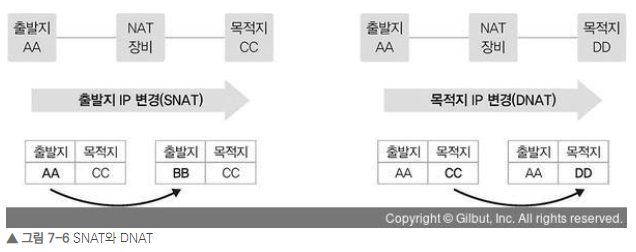 출발지
AA
NAT
장비
목적지
CC
출발지 IP 변경(SNAT)
출발지 목적지
AA CC
출발지 목적지
BB CC
출발지
AA
NAT
장비
목적지
DD
목적지 IP 변경(DNAT)
출발지 목적지
AA CC
출발지 목적지
AA DD
Copyright © Gilbut, Inc. All rights reserved.
▲ 그림 7-6 SNAT와 DNAT